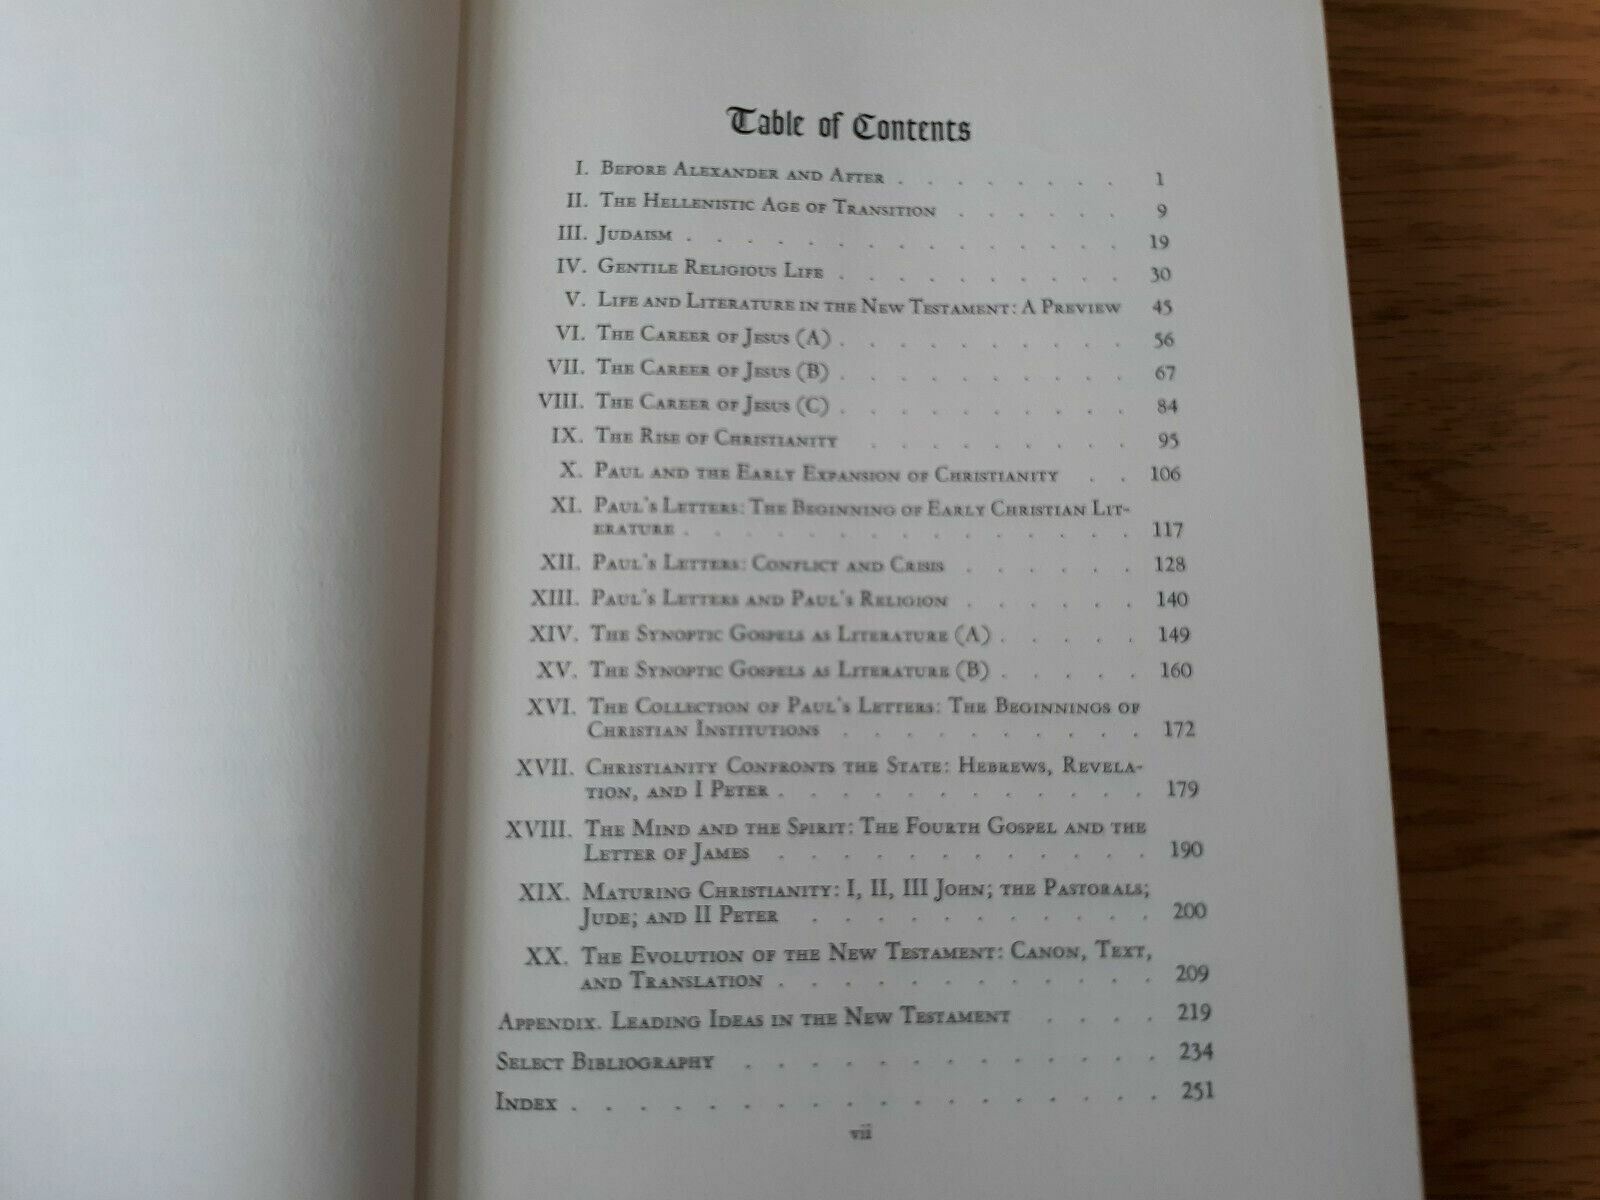 Table of Contents
I. Before Alexander and After . . . . . . . . 1
II. The Hellenistic Age of Transition . . . . . . 9
III. Judaism . . . . . . . . . . . . . . . 19
IV. Gentile Religious Life . . . . . . . . . . 30
V. Life and Literature in the New Testament: A Preview 45
VI. The Career of Jesus (A) . . . . . . . . . . 56
VII. The Career of Jesus (B) . . . . . . . . . . 67
VIII. The Career of Jesus (C) . . . . . . . . . . 84
IX. The Rise of Christianity . . . . . . . . . 95
X. Paul and the Early Expansion of Christianity . . 106
XI. Paul's Letters: The Beginning of Early Christian Lit-
erature . . . . . . . . . . . . . . . 117
XII. Paul's Letters: Conflict and Crisis . . . . . . 128
XIII. Paul's Letters and Paul's Religion . . . . . . 140
XIV. The Synoptic Gospels as Literature (A) . . . . . 149
XV. The Synoptic Gospels as Literature (B) . . . . . 160
XVI. The Collection of Paul's Letters: The Beginnings of
Christian Institutions . . . . . . . . . . 172
XVII. Christianity Confronts the State: Hebrews, Revela-
tion, and I Peter . . . . . . . . . . . . 179
XVIII. The Mind and the Spirit: The Fourth Gospel and the
Letter of James . . . . . . . . . . . . 190
XIX. Maturing Christianity: I, II, III John; the Pastorals;
Jude; and II Peter . . . . . . . . . . . 200
XX. The Evolution of the New Testament: Canon, Text,
and Translation . . . . . . . . . . . . 209
Appendix. Leading Ideas in the New Testament . . . . 219
Select Bibliography . . . . . . . . . . . . . 234
Index . . . . . . . . . . . . . . . . . . 251
vii